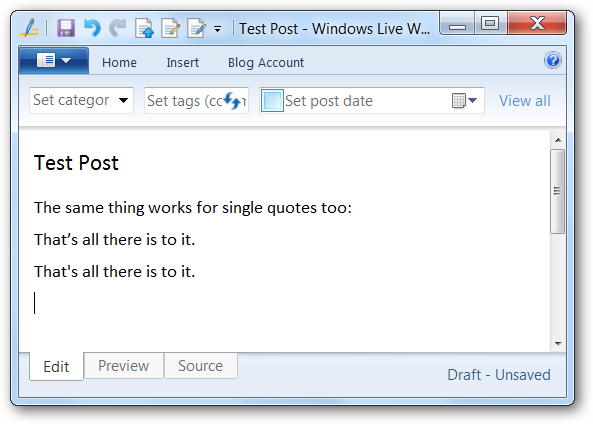 Test Post - Windows Live W...
Home Insert Blog Account
Set categor Set tags (cc Set post date View all
Test Post
The same thing works for single quotes too:
That’s all there is to it.
That's all there is to it.
Edit Preview Source
Draft - Unsaved